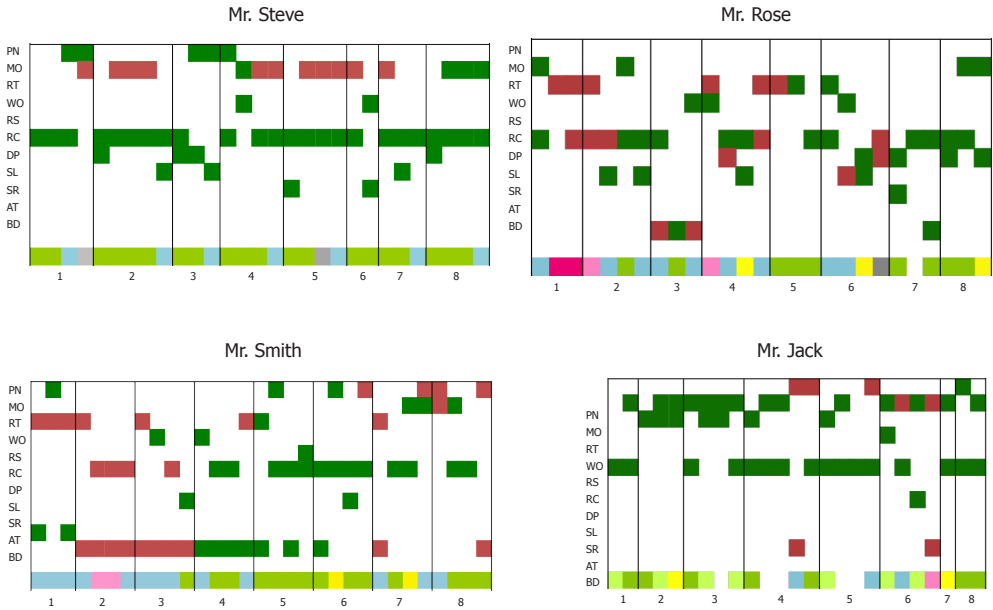 Mr. Steve
PN
MO
RT
WO
RS
RC
DP
SL
SR
AT
BD
1 2 3 4 5 6 7 8
Mr. Rose
PN
MO
RT
WO
RS
RC
DP
SL
SR
AT
BD
1 2 3 4 5 6 7 8
Mr. Smith
PN
MO
RT
WO
RS
RC
DP
SL
SR
AT
BD
1 2 3 4 5 6 7 8
Mr. Jack
PN
MO
RT
WO
RS
RC
DP
SL
SR
AT
BD
1 2 3 4 5 6 7 8